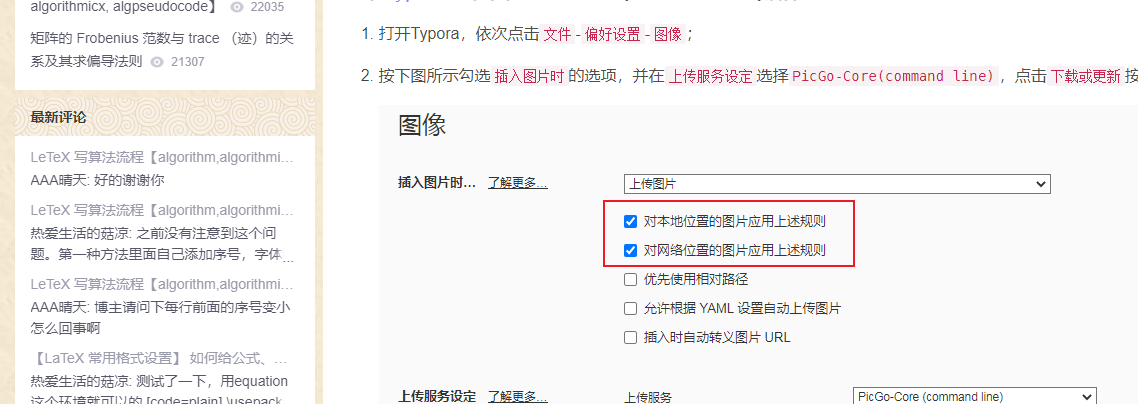 algorithmicx, algpseudocode】 22035
矩阵的 Frobenius 范数与 trace （迹）的关
系及其求偏导法则 21307
最新评论
LeTeX 写算法流程【algorithm,algorithmi…
AAA晴天: 好的谢谢你
LeTeX 写算法流程【algorithm,algorithmi…
热爱生活的菇凉: 之前没有注意到这个问
题。第一种方法里面自己添加序号，字体…
LeTeX 写算法流程【algorithm,algorithmi…
AAA晴天: 博主请问下每行前面的序号变小
怎么回事啊
【LaTeX 常用格式设置】 如何给公式、…
热爱生活的菇凉: 测试了一下，用equation
这个环境就可以的 [code=plain] \usepack
1. 打开Typora，依次点击 文件 - 偏好设置 - 图像；
2. 按下图所示勾选 插入图片时 的选项，并在 上传服务设定 选择 PicGo-Core(command line)，点击 下载或更新 按
图像
插入图片时... 了解更多... 上传图片
对本地位置的图片应用上述规则
对网络位置的图片应用上述规则
优先使用相对路径
允许根据 YAML 设置自动上传图片
插入时自动转义图片 URL
上传服务设定 了解更多... 上传服务 PicGo-Core (command line)